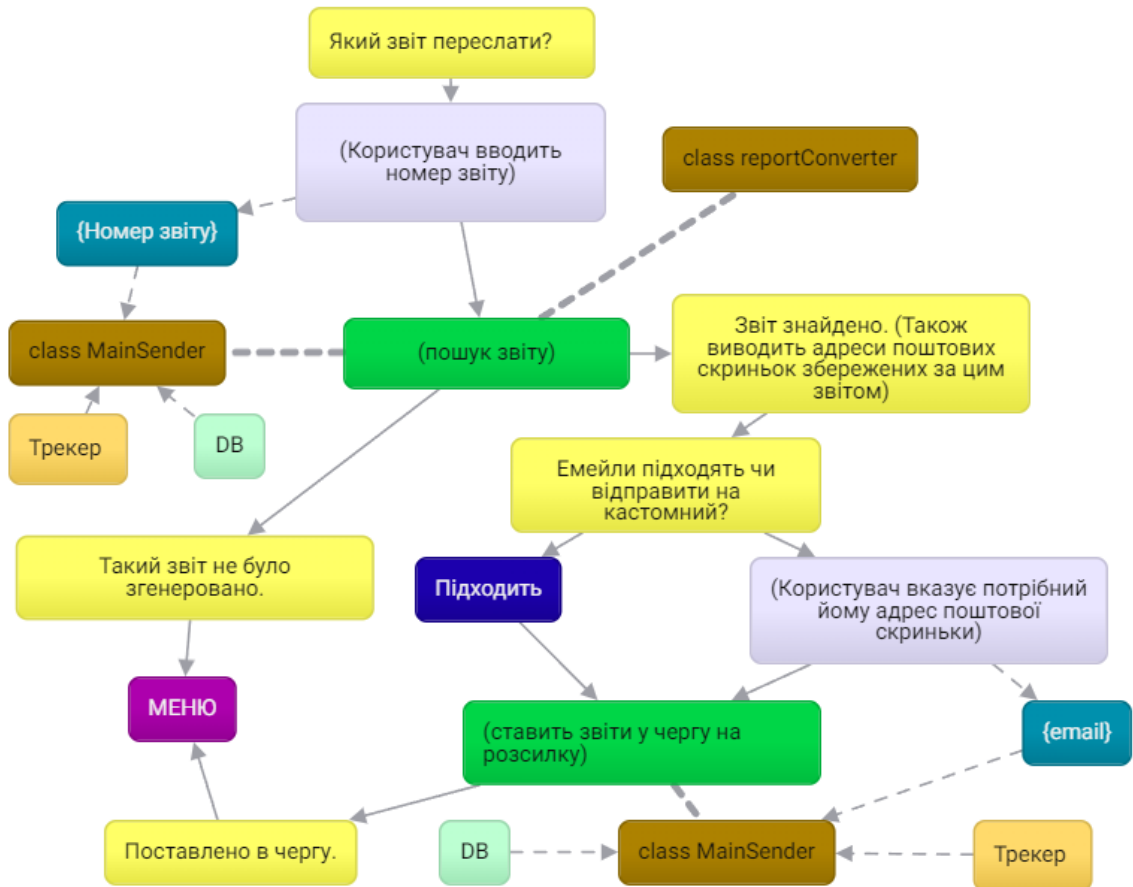 Який звіт переслати?
(Користувач вводить
номер звіту)
class reportConverter
{Номер звіту}
class MainSender
(пошук звіту)
Звіт знайдено. (Також
виводить адреси поштових
скриньок збережених за цим
звітом)
Трекер
DB
Емейли підходять чи
відправити на
кастомний?
Такий звіт не було
згенеровано.
Підходить
(Користувач вказує потрібний
йому адрес поштової
скриньки)
МЕНЮ
(ставить звіти у чергу на
розсилку)
{email}
Поставлено в чергу.
DB
class MainSender
Трекер